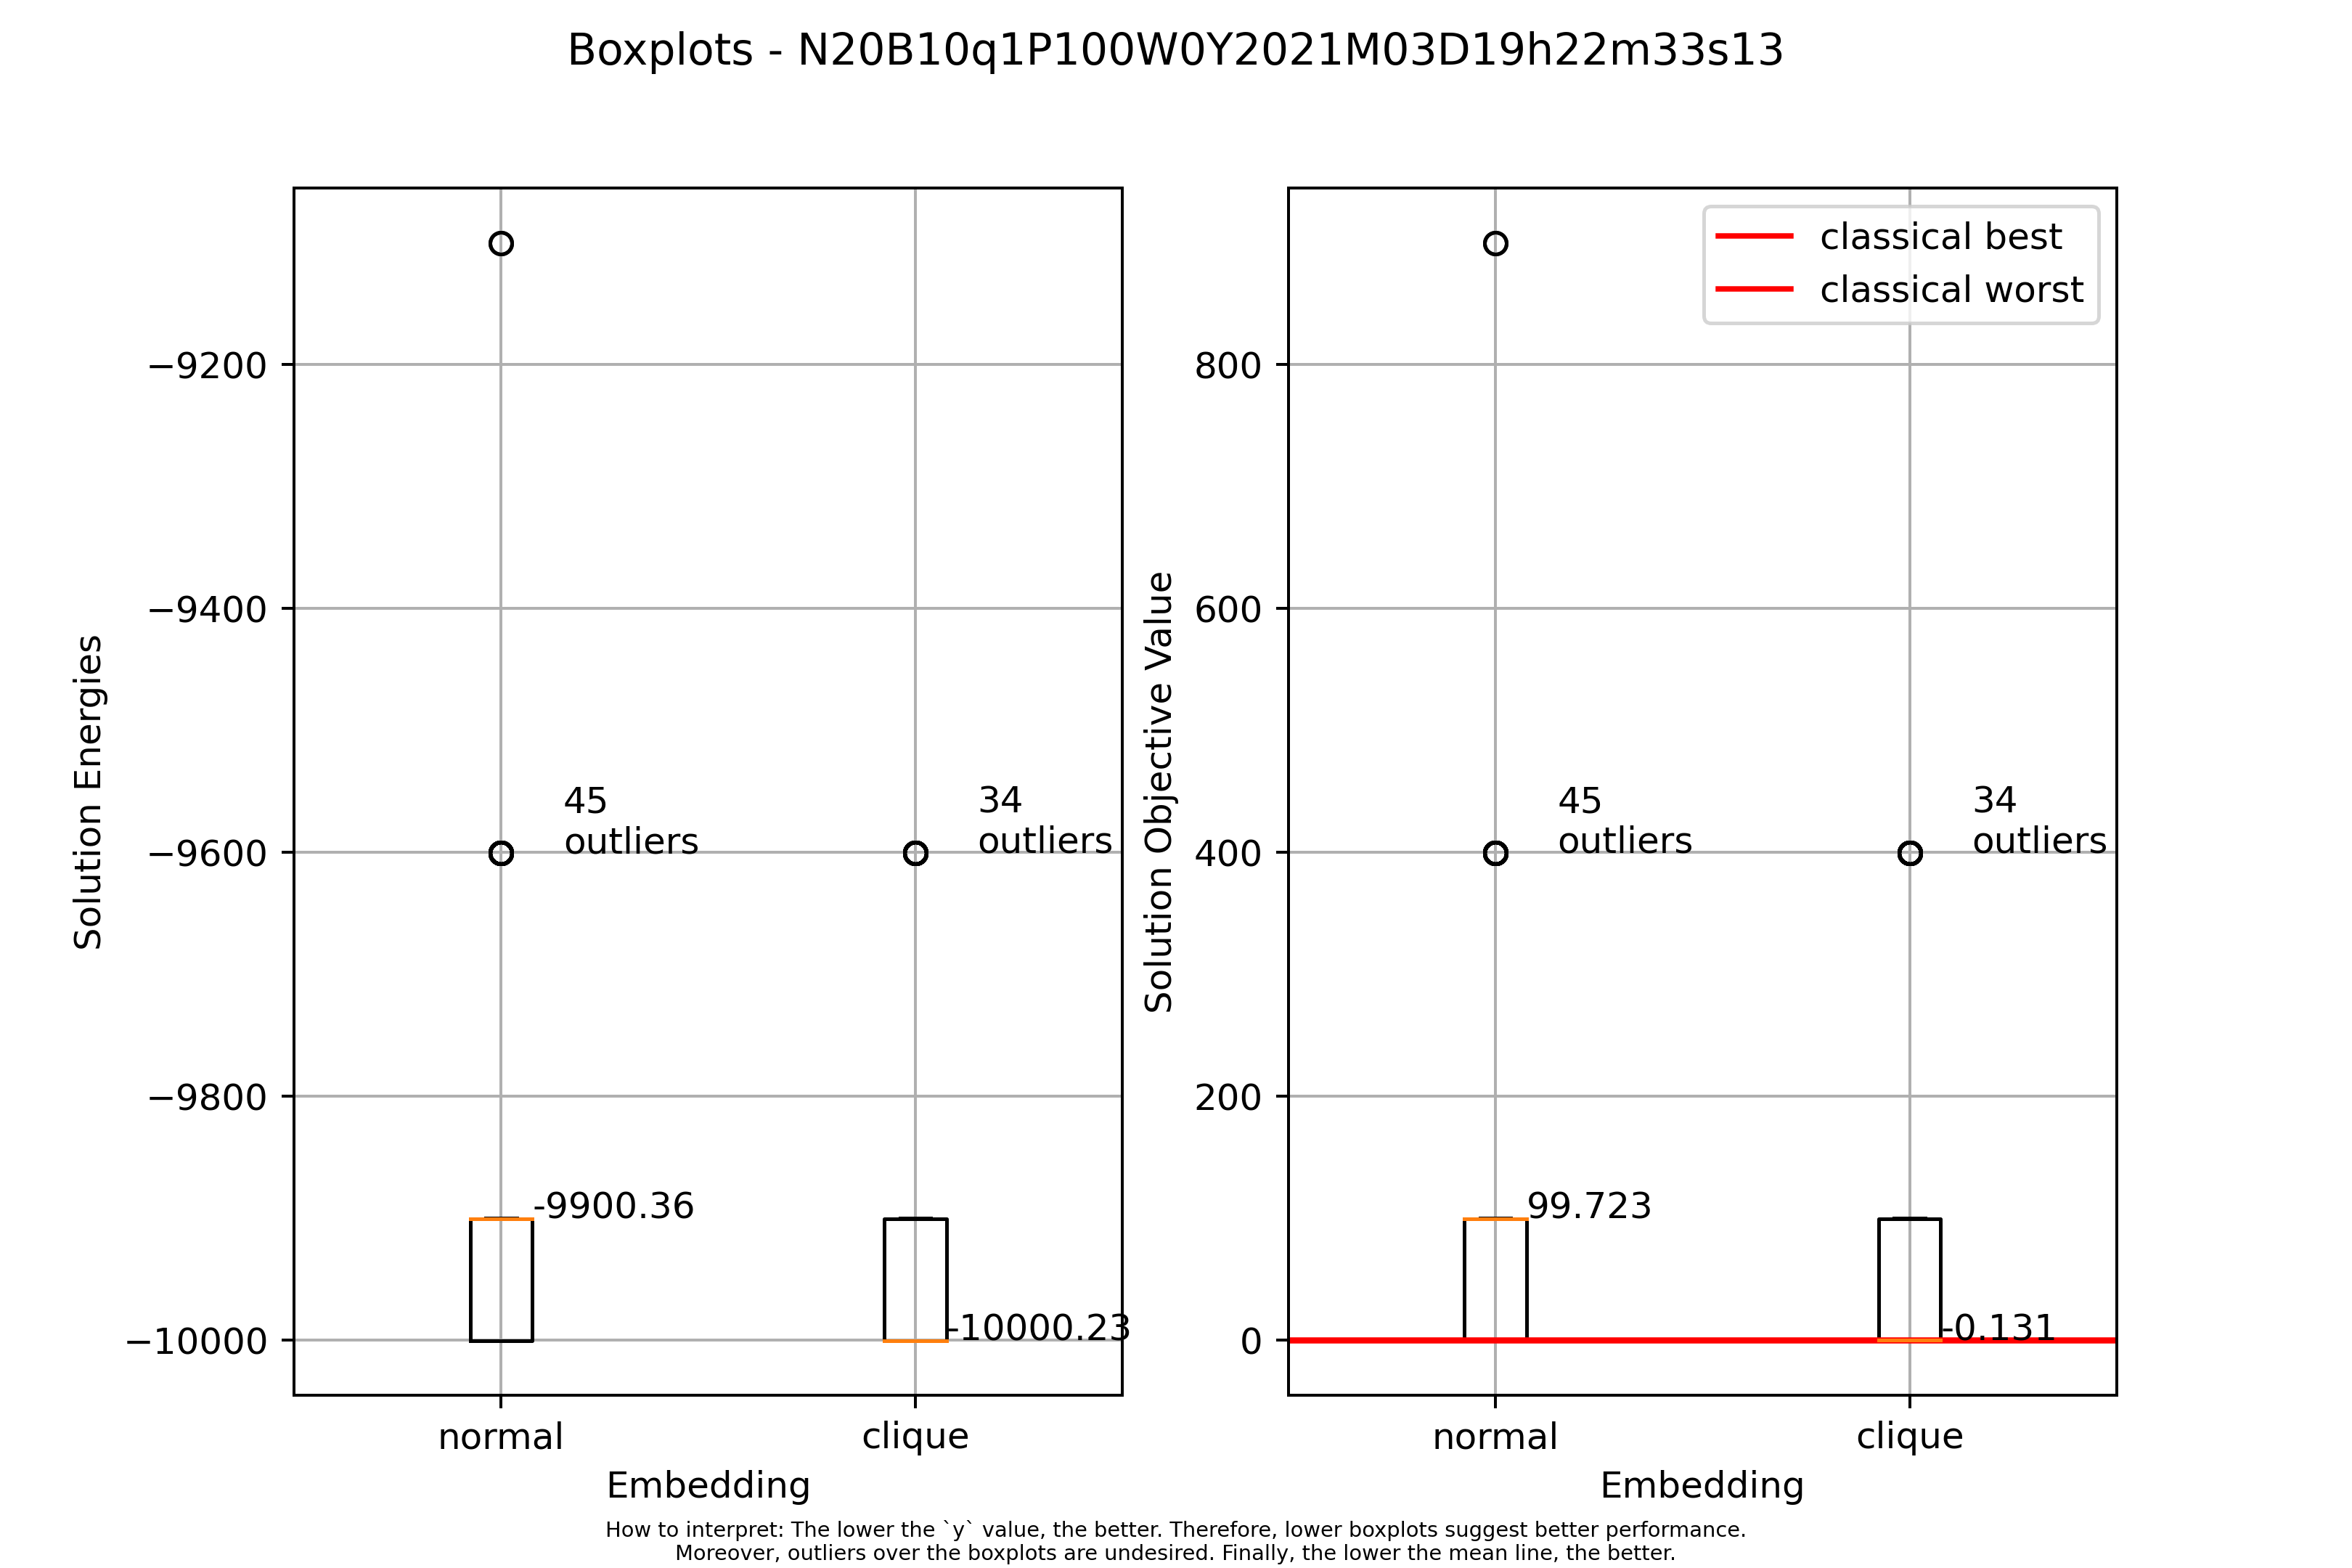 Boxplots - N20B10q1P100W0Y2021M03D19h22m33s13
Solution Energies
−9200
−9400
−9600
−9800
−10000
45
outliers
34
outliers
-9900.36
-10000.23
normal
clique
Embedding
Solution Objective Value
800
600
400
200
0
classical best
classical worst
45
outliers
34
outliers
99.723
-0.131
normal
clique
Embedding
How to interpret: The lower the `y` value, the better. Therefore, lower boxplots suggest better performance.
Moreover, outliers over the boxplots are undesired. Finally, the lower the mean line, the better.